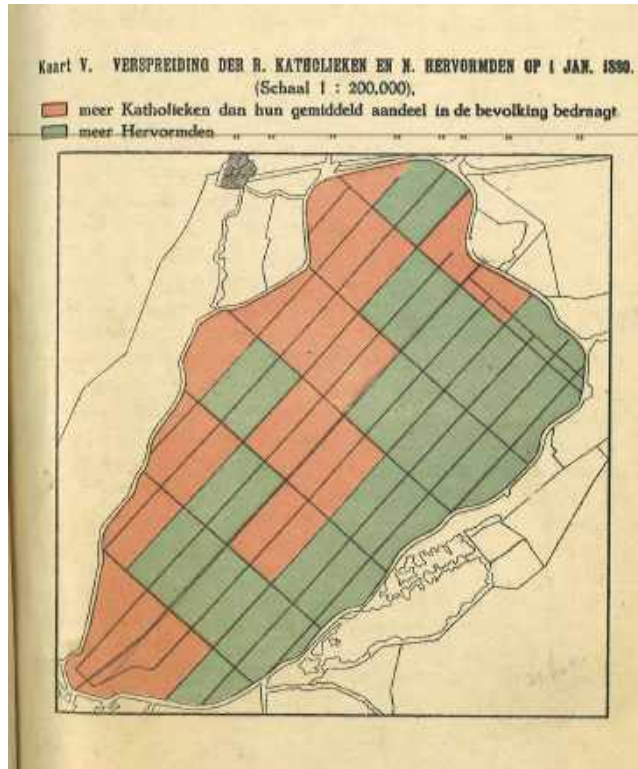 Kaart V. VERSPREIDING DER R. KATHOLIEKEN EN N. HERVORMDEN OP 1 JAN. 1890.
(Schaal 1 : 200.000).
meer Katholieken dan hun gemiddeld aandeel in de bevolking bedraagt
meer Hervormden " " " " " " " "